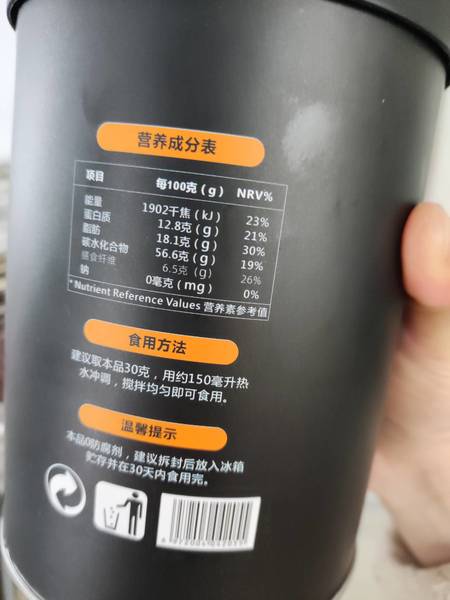 营养成分表
项目 每100克(g) NRV%
能量 1902千焦(kJ) 23%
蛋白质 12.8克(g) 21%
脂肪 18.1克(g) 30%
碳水化合物 56.6克(g) 19%
膳食纤维 6.5克(g) 26%
钠 0毫克(mg) 0%
*Nutrient Reference Values 营养素参考值
食用方法
建议取本品30克，用约150毫升热
水冲调，搅拌均匀即可食用。
温馨提示
本品0防腐剂，建议拆封后放入冰箱
贮存并在30天内食用完。